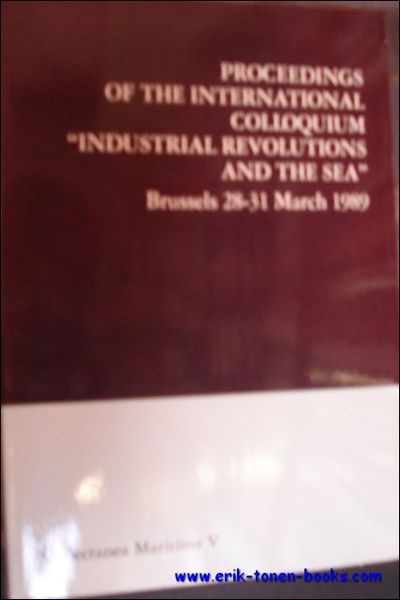 PROCEEDINGS
OF THE INTERNATIONAL
COLLOQUIUM
"INDUSTRIAL REVOLUTIONS
AND THE SEA"
Brussels 28-31 March 1989
Maritima V
www.erik-tonen-books.com